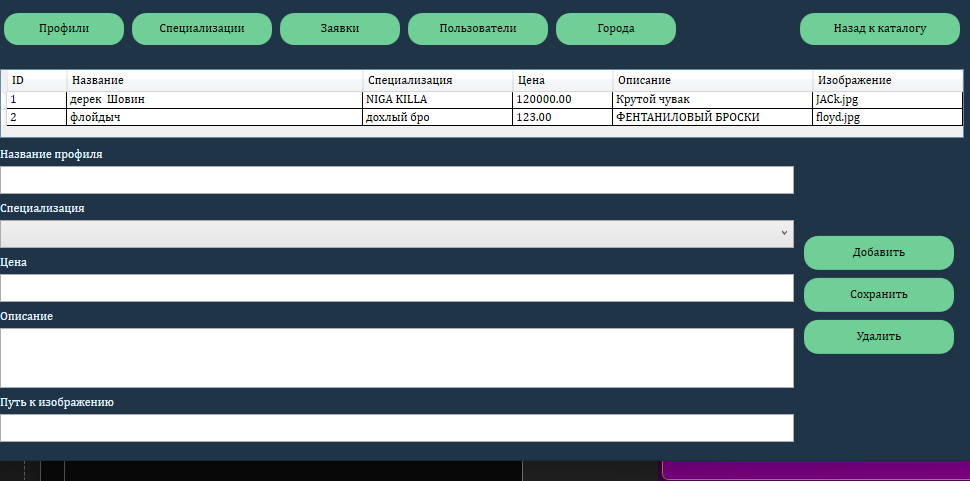 Профили Специализации Заявки Пользователи Города Назад к каталогу
ID Название Специализация Цена Описание Изображение
1 дерек Шовин NIGA KILLA 120000.00 Крутой чувак JACk.jpg
2 флойдыч дохлый бро 123.00 ФЕНТАНИЛОВЫЙ БРОСКИ floyd.jpg
Название профиля
Специализация
Цена
Добавить
Сохранить
Описание
Удалить
Путь к изображению